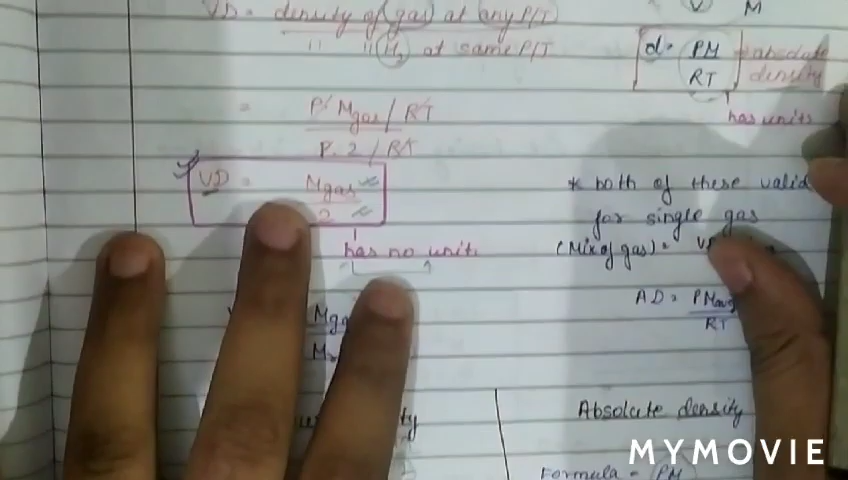 VD = density of (gas) at any P/T
" " H₂ at same P/T
= P Mgas / RT
P. 2 / RT
VD = Mgas
2
has no units
V M
d = PM absolute
RT density
has units
* both of these valid
for single gas
(Mix of gas) =
AD = PMavg
RT
Absolute density
Formula = PM
MYMOVIE